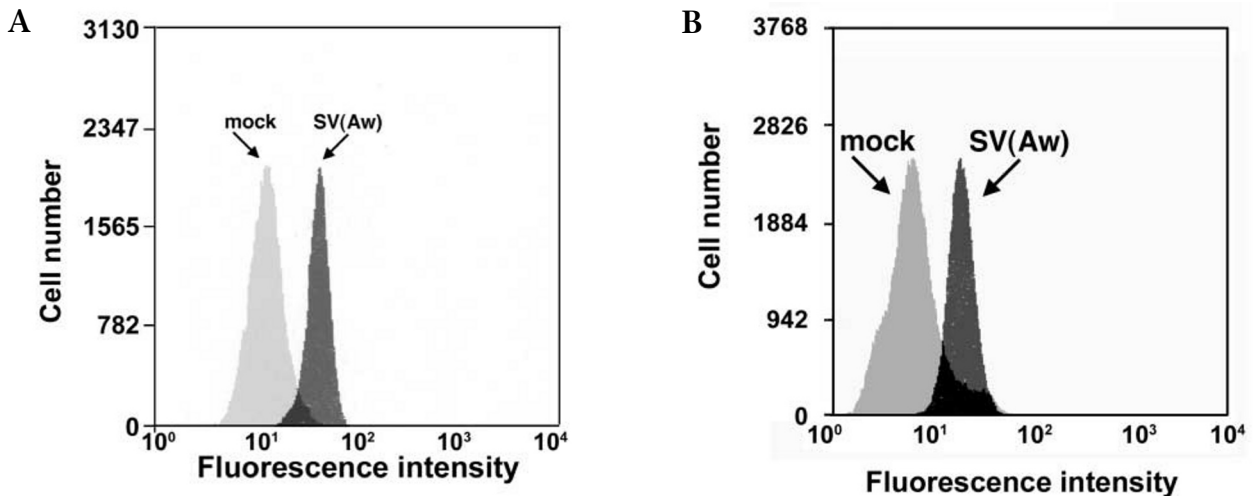 A
3130
2347
1565
782
0
Cell number
mock
SV(Aw)
10⁰
10¹
10²
10³
10⁴
Fluorescence intensity
B
3768
2826
1884
942
0
Cell number
mock
SV(Aw)
10⁰
10¹
10²
10³
10⁴
Fluorescence intensity